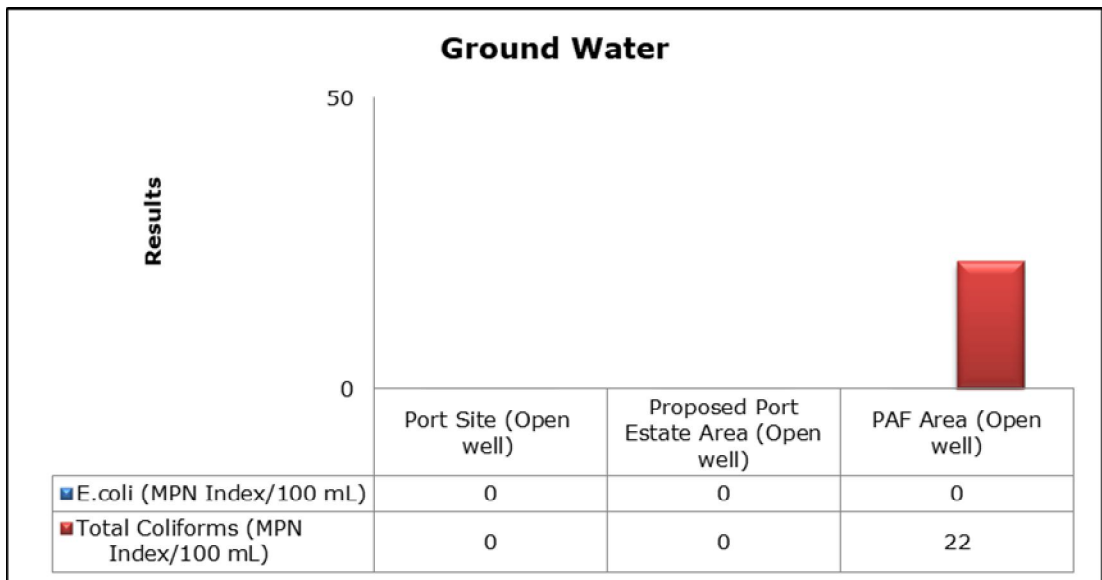 Ground Water
50
Results
0
Port Site (Open
well)
Proposed Port
Estate Area (Open
well)
PAF Area (Open
well)
E.coli (MPN Index/100 mL) 0 0 0
Total Coliforms (MPN
Index/100 mL) 0 0 22